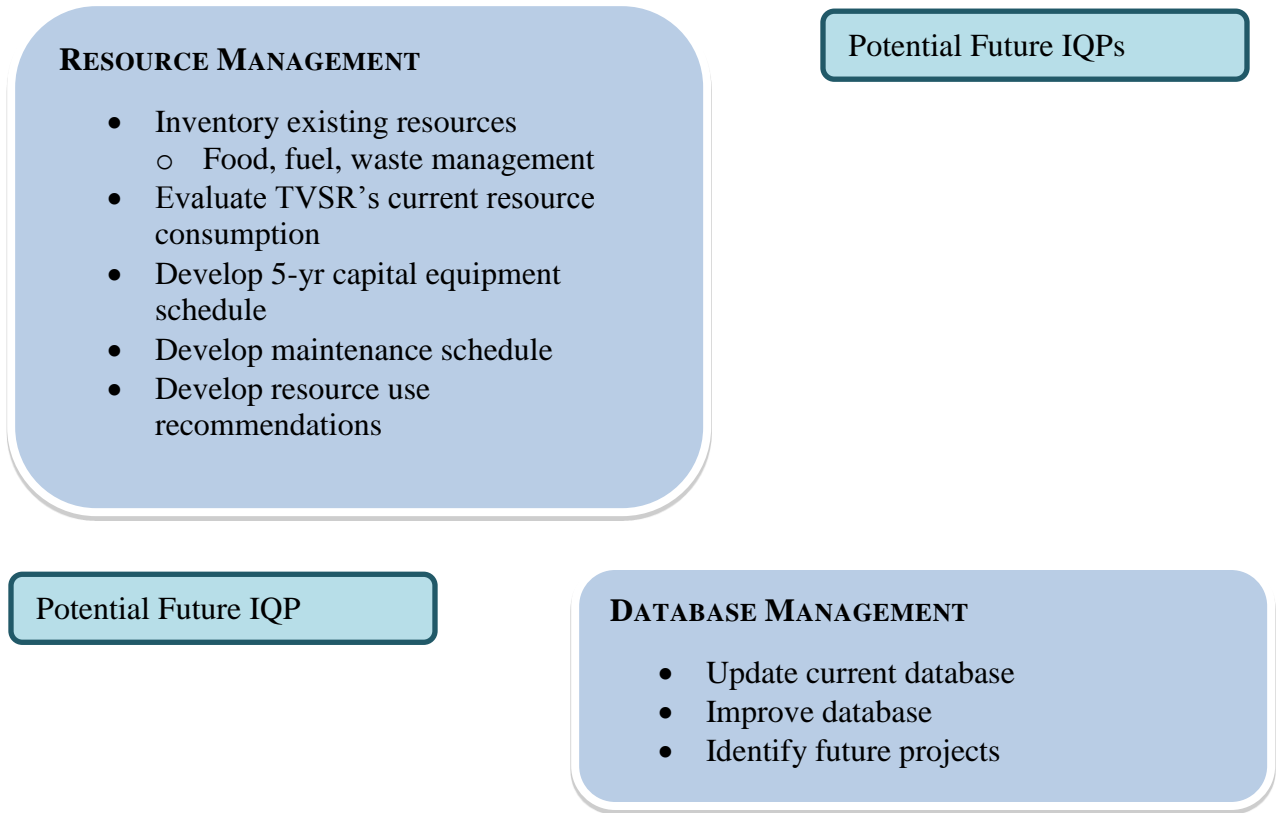 RESOURCE MANAGEMENT
• Inventory existing resources
o Food, fuel, waste management
• Evaluate TVSR’s current resource
consumption
• Develop 5-yr capital equipment
schedule
• Develop maintenance schedule
• Develop resource use
recommendations
Potential Future IQPs
Potential Future IQP
DATABASE MANAGEMENT
• Update current database
• Improve database
• Identify future projects